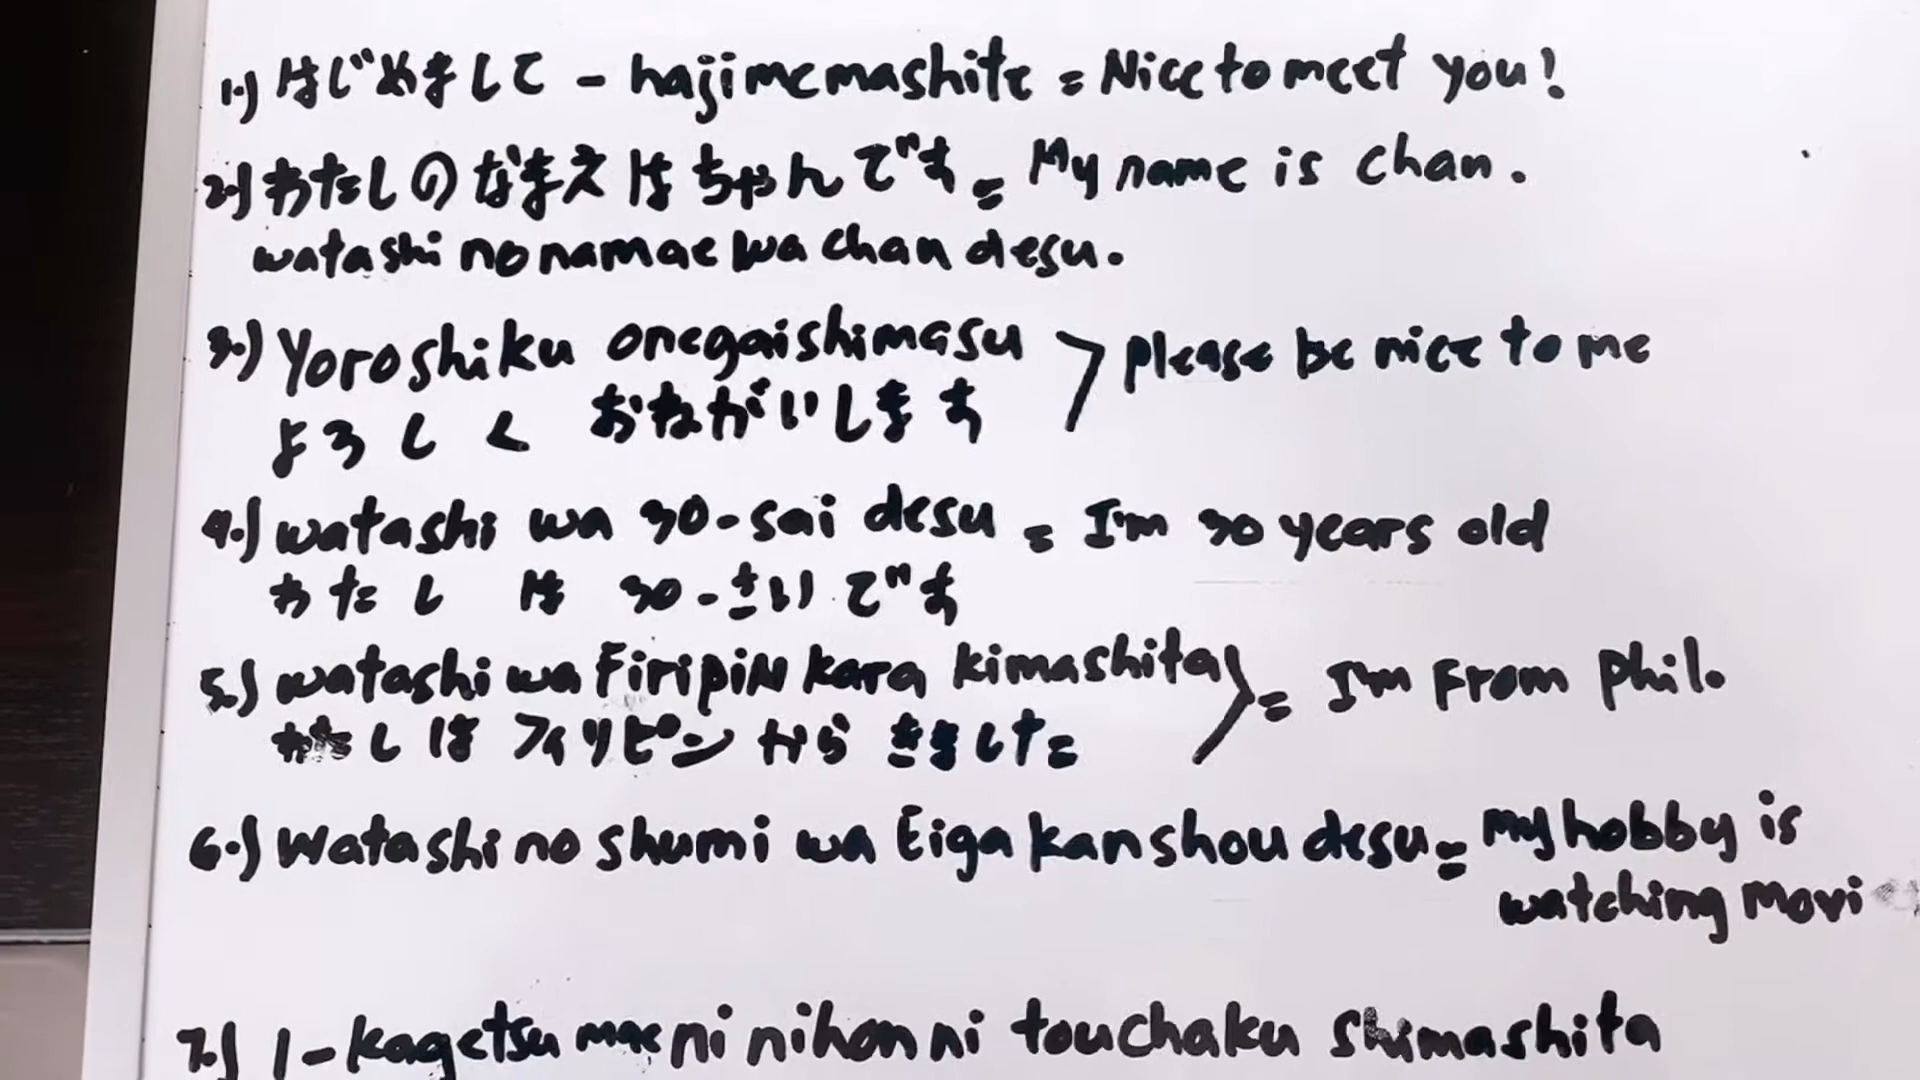 1.) はじめまして - hajimemashite = Nice to meet you!
2.) わたしのなまえはちゃんです = My name is Chan.
watashi no namae wa chan desu.
3.) Yoroshiku onegaishimasu > please be nice to me
よろしく おねがいします
4.) watashi wa 30-sai desu = I'm 30 years old
わたし は 30-さいです
5.) watashi wa Firipin kara kimashita > = I'm From Phil.
わたしは フィリピン から きました
6.) Watashi no shumi wa Eiga kanshou desu = my hobby is
watching movi
7.) 1-kagetsu mae ni nihon ni touchaku shimashita